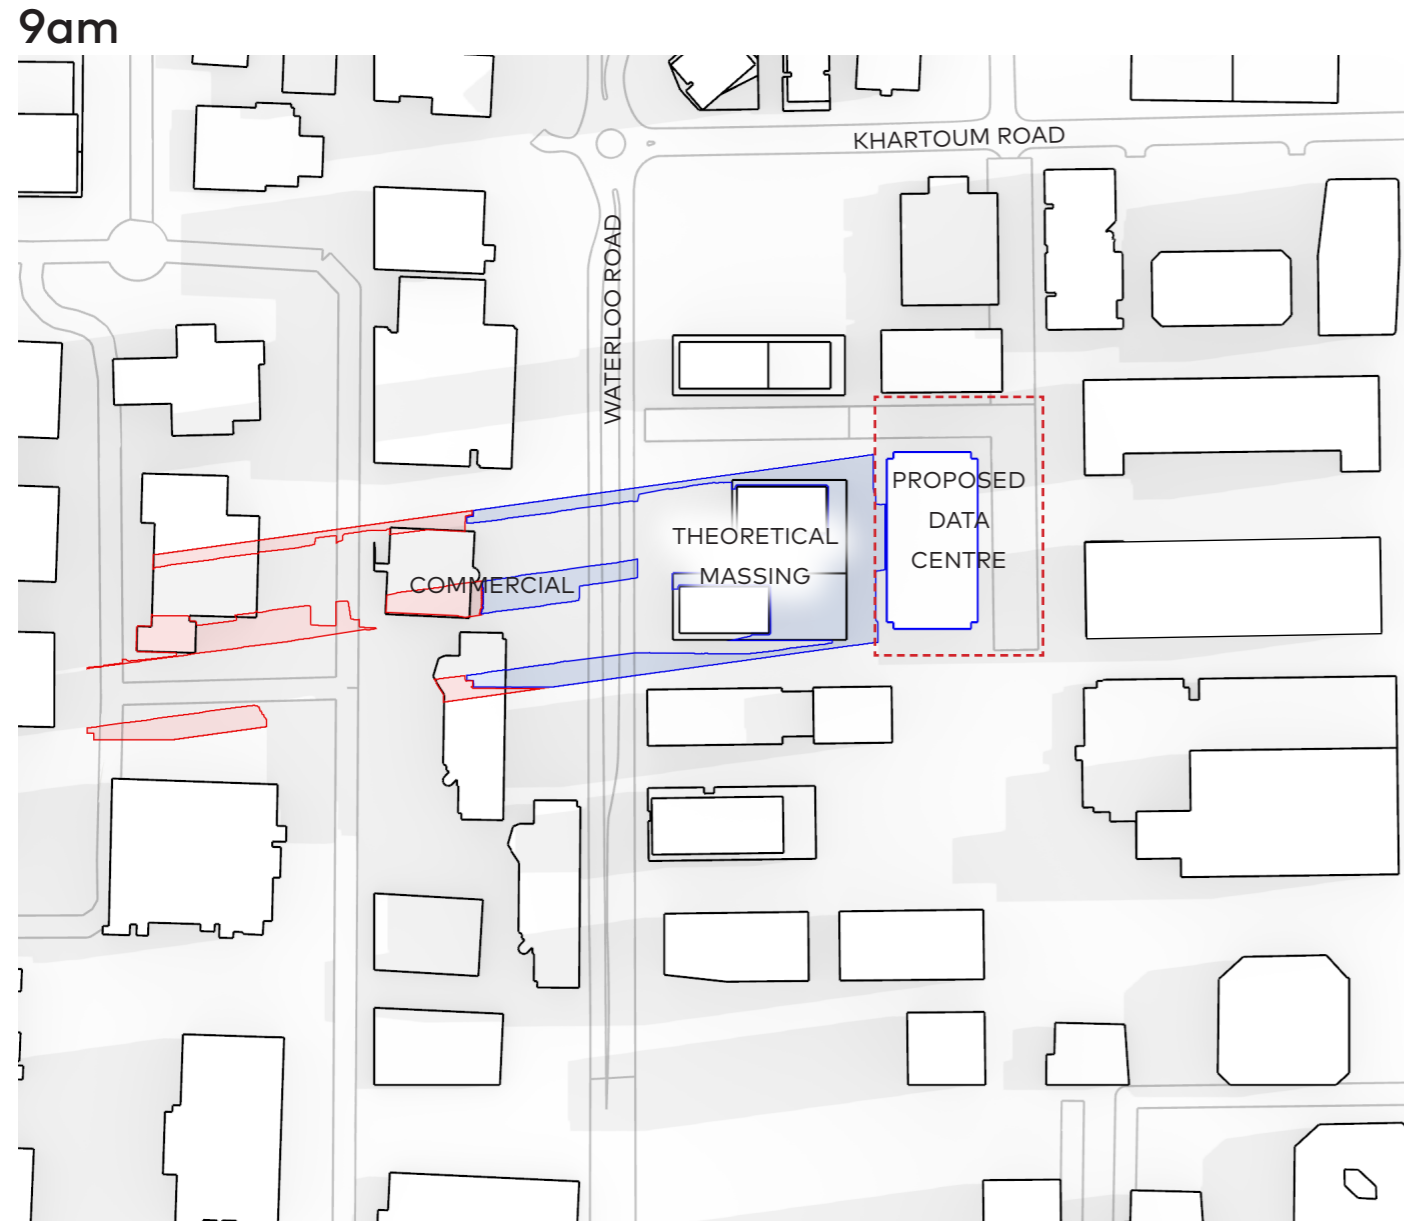 9am
KHARTOUM ROAD
WATERLOO ROAD
PROPOSED
DATA
CENTRE
THEORETICAL
MASSING
COMMERCIAL